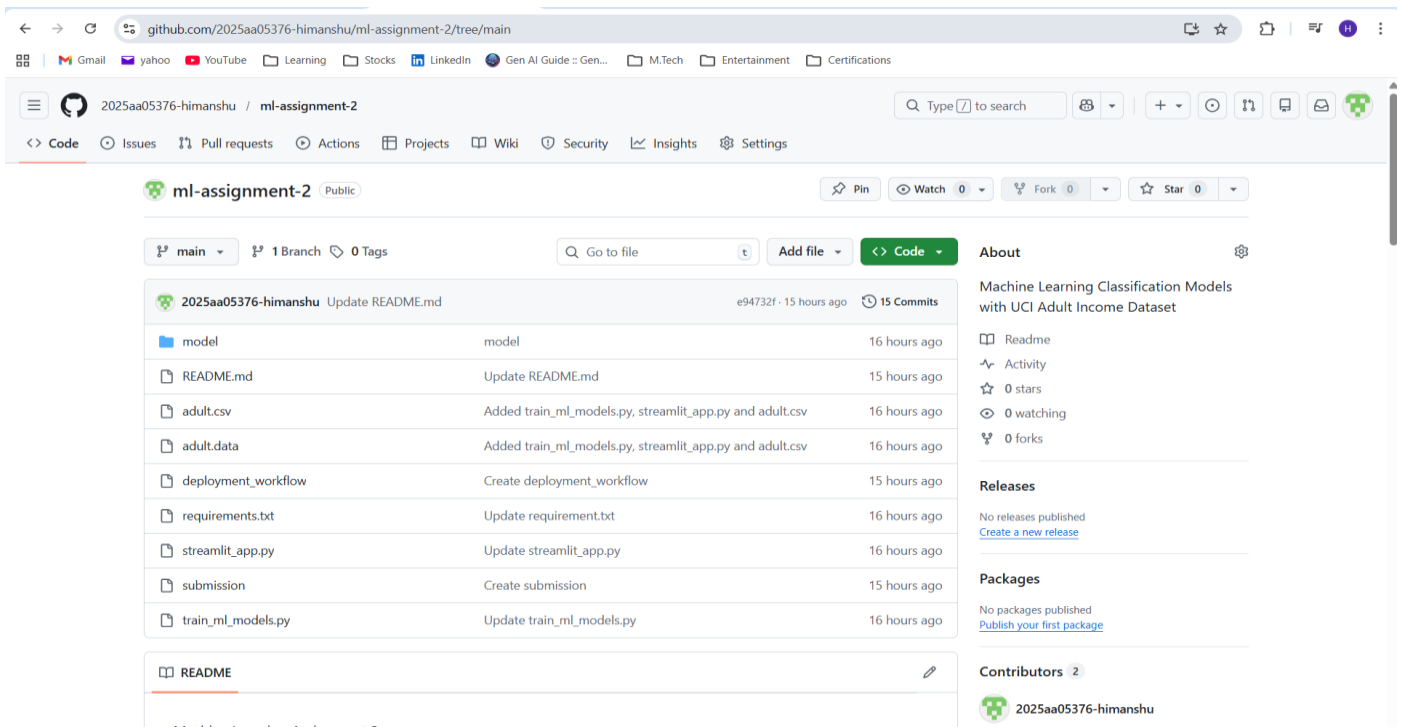 github.com/2025aa05376-himanshu/ml-assignment-2/tree/main
H
Gmail yahoo YouTube Learning Stocks LinkedIn Gen AI Guide :: Gen... M.Tech Entertainment Certifications
2025aa05376-himanshu / ml-assignment-2 Type / to search
Code Issues Pull requests Actions Projects Wiki Security Insights Settings
ml-assignment-2 Public Pin Watch 0 Fork 0 Star 0
main 1 Branch 0 Tags Go to file t Add file Code
2025aa05376-himanshu Update README.md e94732f · 15 hours ago 15 Commits
model model 16 hours ago
README.md Update README.md 15 hours ago
adult.csv Added train_ml_models.py, streamlit_app.py and adult.csv 16 hours ago
adult.data Added train_ml_models.py, streamlit_app.py and adult.csv 16 hours ago
deployment_workflow Create deployment_workflow 15 hours ago
requirements.txt Update requirement.txt 16 hours ago
streamlit_app.py Update streamlit_app.py 16 hours ago
submission Create submission 15 hours ago
train_ml_models.py Update train_ml_models.py 16 hours ago
README
About
Machine Learning Classification Models
with UCI Adult Income Dataset
Readme
Activity
0 stars
0 watching
0 forks
Releases
No releases published
Create a new release
Packages
No packages published
Publish your first package
Contributors 2
2025aa05376-himanshu